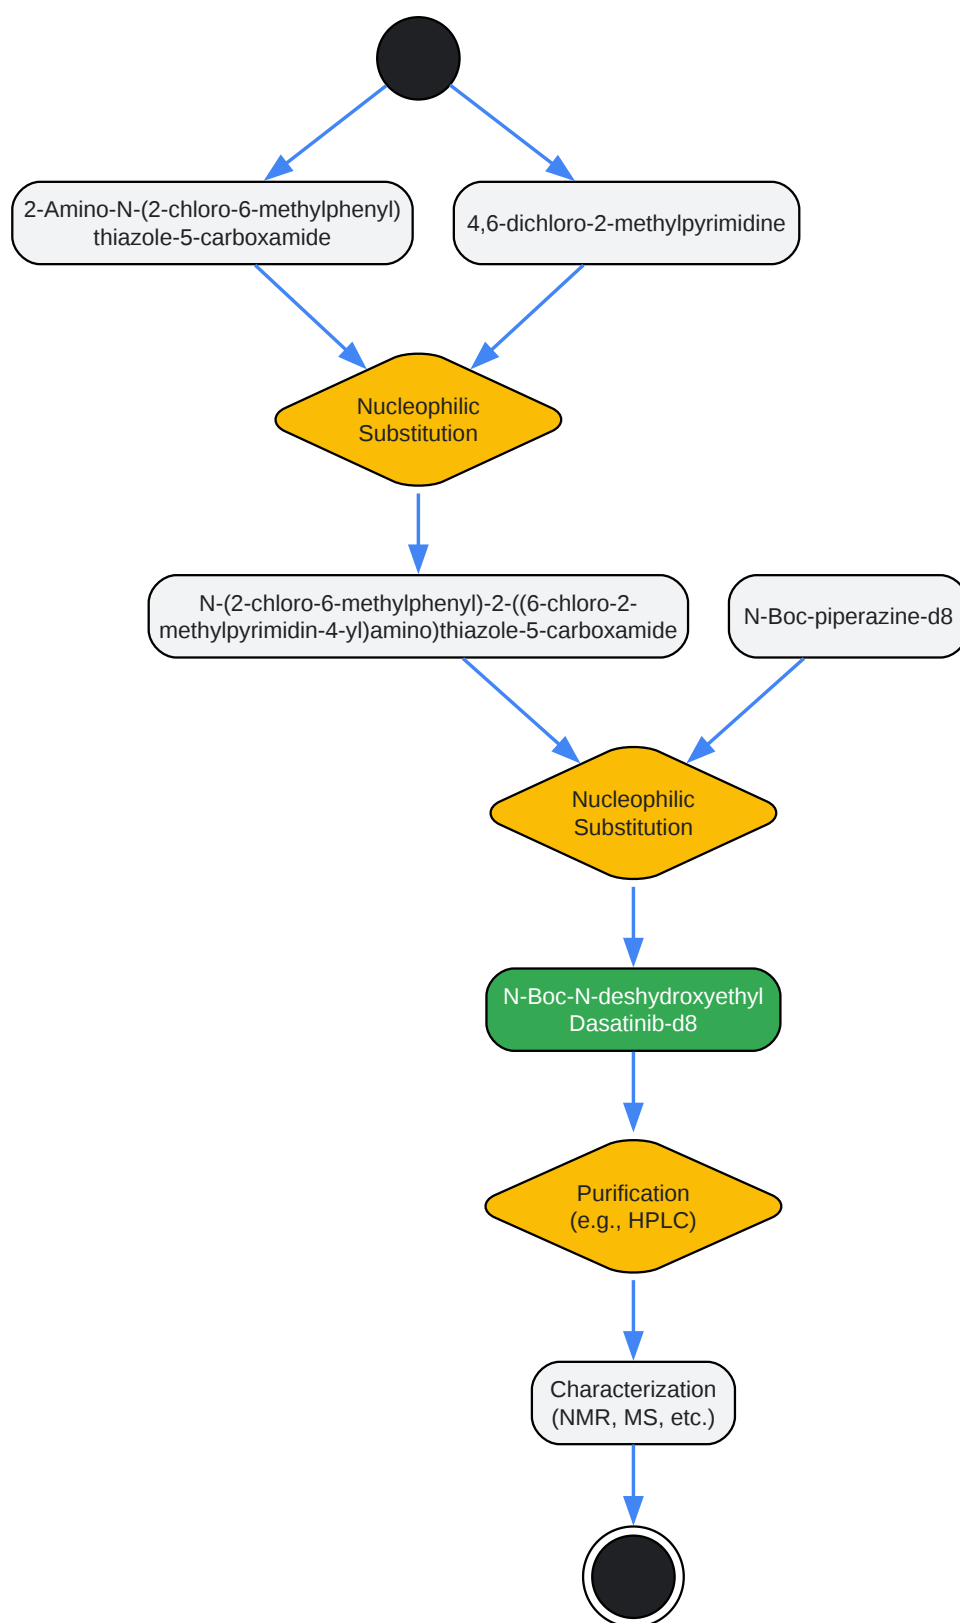 2-Amino-N-(2-chloro-6-methylphenyl)
thiazole-5-carboxamide
4,6-dichloro-2-methylpyrimidine
Nucleophilic
Substitution
N-(2-chloro-6-methylphenyl)-2-((6-chloro-2-
methylpyrimidin-4-yl)amino)thiazole-5-carboxamide
N-Boc-piperazine-d8
Nucleophilic
Substitution
N-Boc-N-deshydroxyethyl
Dasatinib-d8
Purification
(e.g., HPLC)
Characterization
(NMR, MS, etc.)